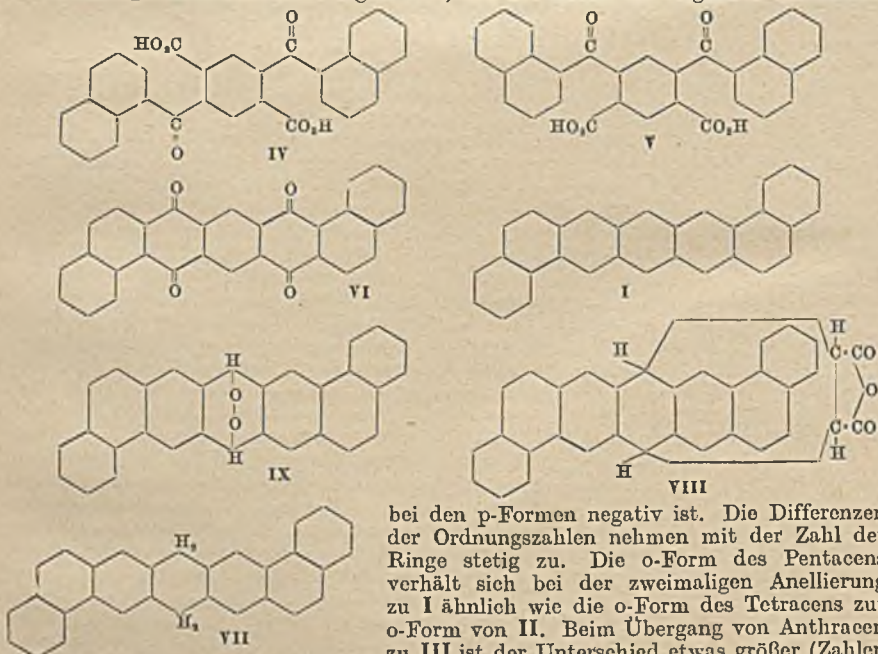 O O O
HO₂C C C C
CO₂H HO₂C CO₂H
C V
O IV
O O
O O VI I
H H
H C·CO
O O
O C·CO
H H
IX H
VIII
H₂
H₂
VII
bei den p-Formen negativ ist. Die Differenzen
der Ordnungszahlen nehmen mit der Zahl der
Ringe stetig zu. Die o-Form des Pentacens
verhält sich bei der zweimaligen Anellierung
zu I ähnlich wie die o-Form des Tetracens zur
o-Form von II. Beim Übergang von Anthracen
zu III ist der Unterschied etwas größer (Zahlen